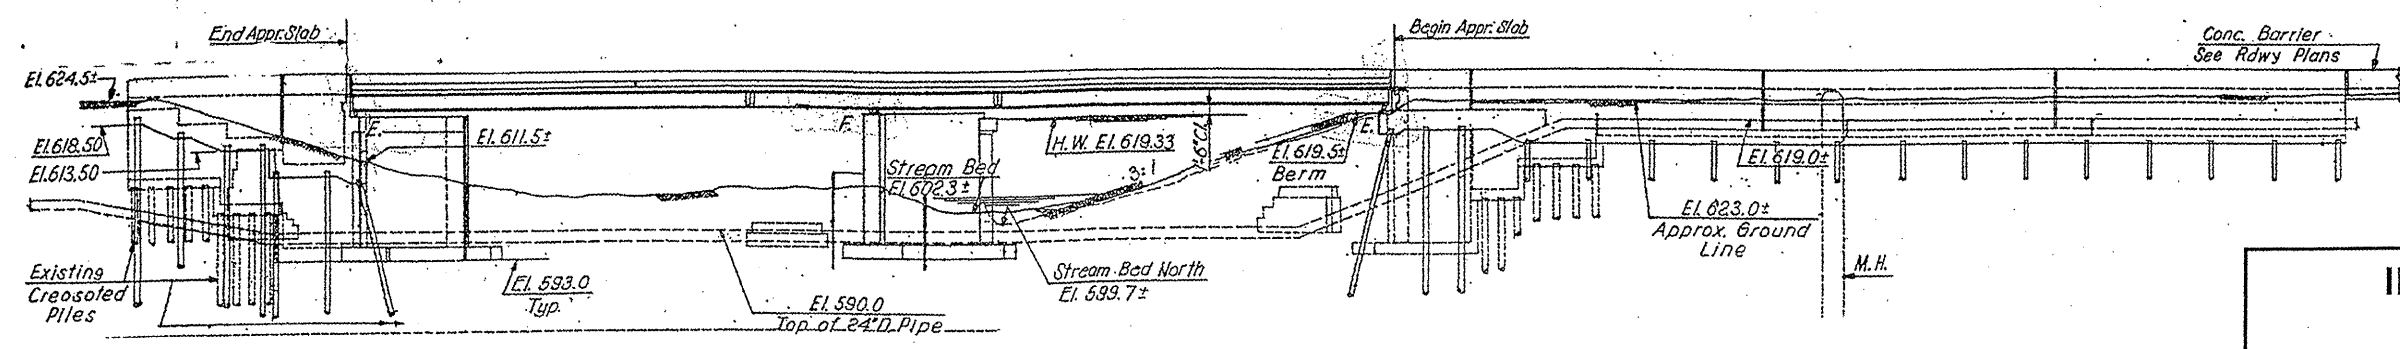 End Appr. Slab
Begin Appr. Slab
Conc. Barrier
See Rdwy Plans
El. 624.5±
E.
El. 611.5±
F.
H.W. El. 619.33
1'-6" Cl.
E.
El. 618.50
El. 613.50
Stream Bed
El. 602.3±
3:1
El. 619.5±
Berm
El. 619.0±
El. 623.0±
Approx. Ground
Line
Existing
Creosoted
Piles
El. 593.0
Typ.
El. 590.0
Top of 24" D. Pipe
Stream Bed North
El. 599.7±
M.H.